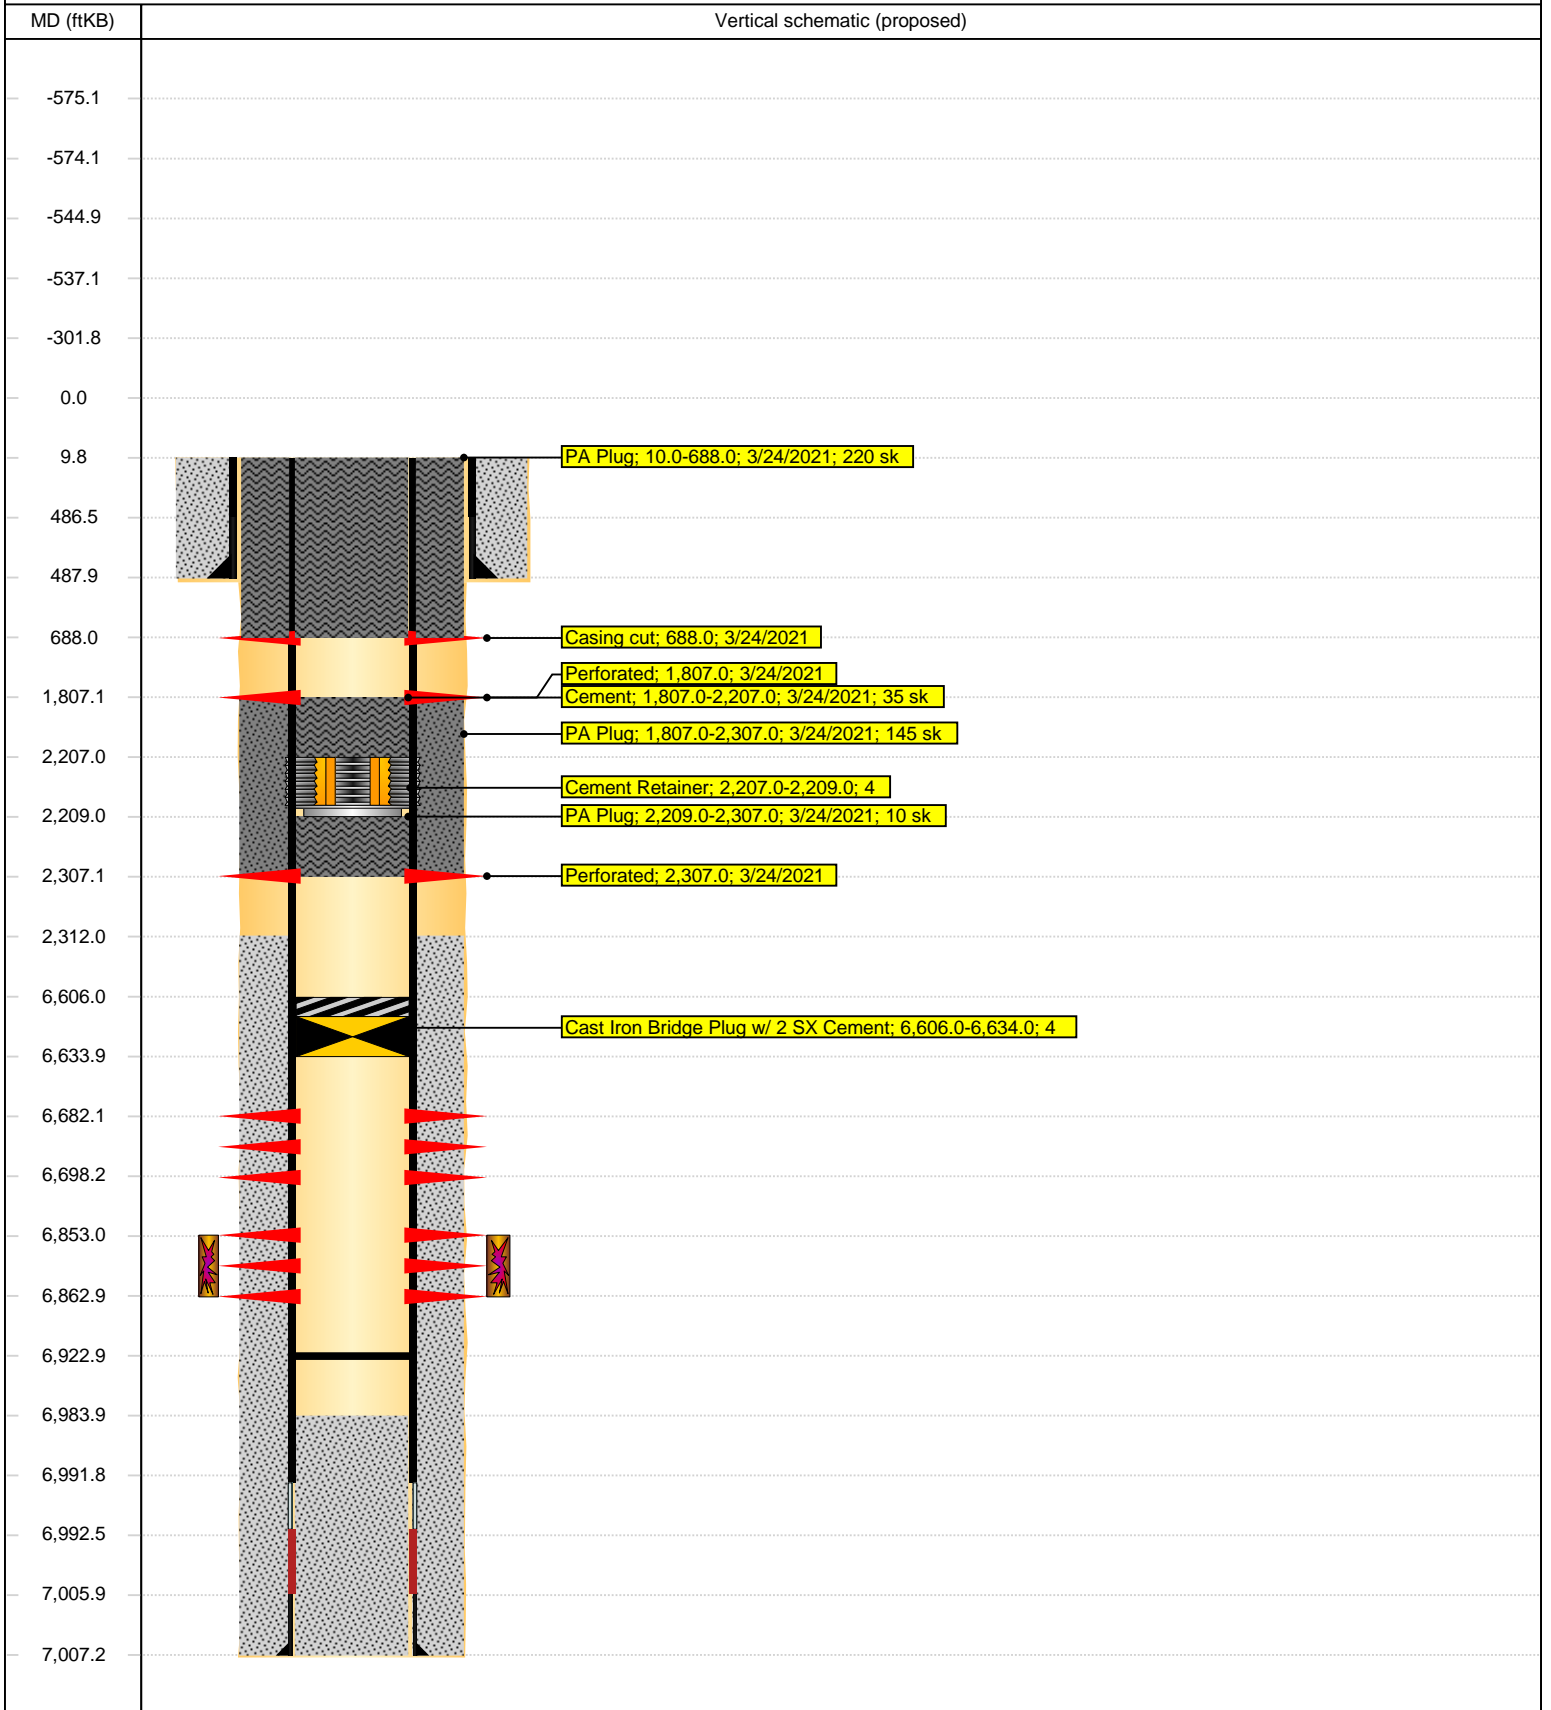 MD (ftKB)
Vertical schematic (proposed)
-575.1
-574.1
-544.9
-537.1
-301.8
0.0
9.8
PA Plug; 10.0-688.0; 3/24/2021; 220 sk
486.5
487.9
688.0
Casing cut; 688.0; 3/24/2021
Perforated; 1,807.0; 3/24/2021
1,807.1
Cement; 1,807.0-2,207.0; 3/24/2021; 35 sk
PA Plug; 1,807.0-2,307.0; 3/24/2021; 145 sk
2,207.0
Cement Retainer; 2,207.0-2,209.0; 4
2,209.0
PA Plug; 2,209.0-2,307.0; 3/24/2021; 10 sk
2,307.1
Perforated; 2,307.0; 3/24/2021
2,312.0
6,606.0
Cast Iron Bridge Plug w/ 2 SX Cement; 6,606.0-6,634.0; 4
6,633.9
6,682.1
6,698.2
6,853.0
6,862.9
6,922.9
6,983.9
6,991.8
6,992.5
7,005.9
7,007.2